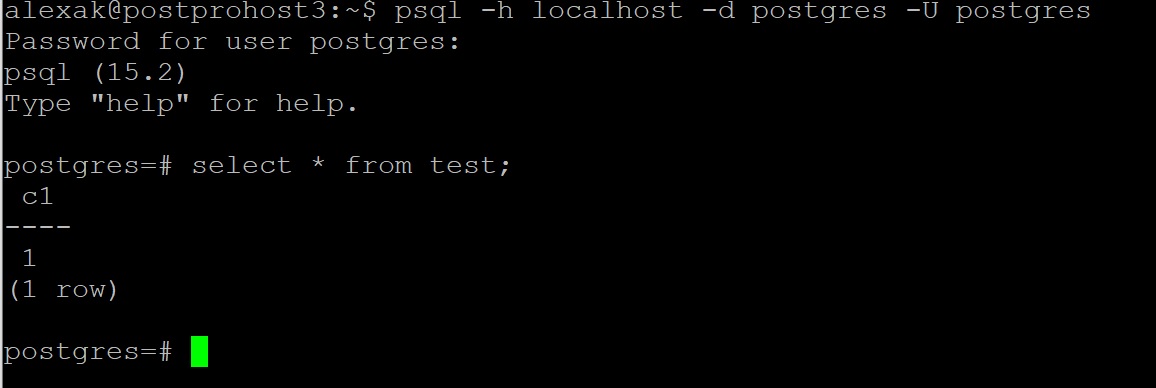 alexak@postprohost3:~$ psql -h localhost -d postgres -U postgres
Password for user postgres:
psql (15.2)
Type "help" for help.

postgres=# select * from test;
 c1
----
 1
(1 row)

postgres=#